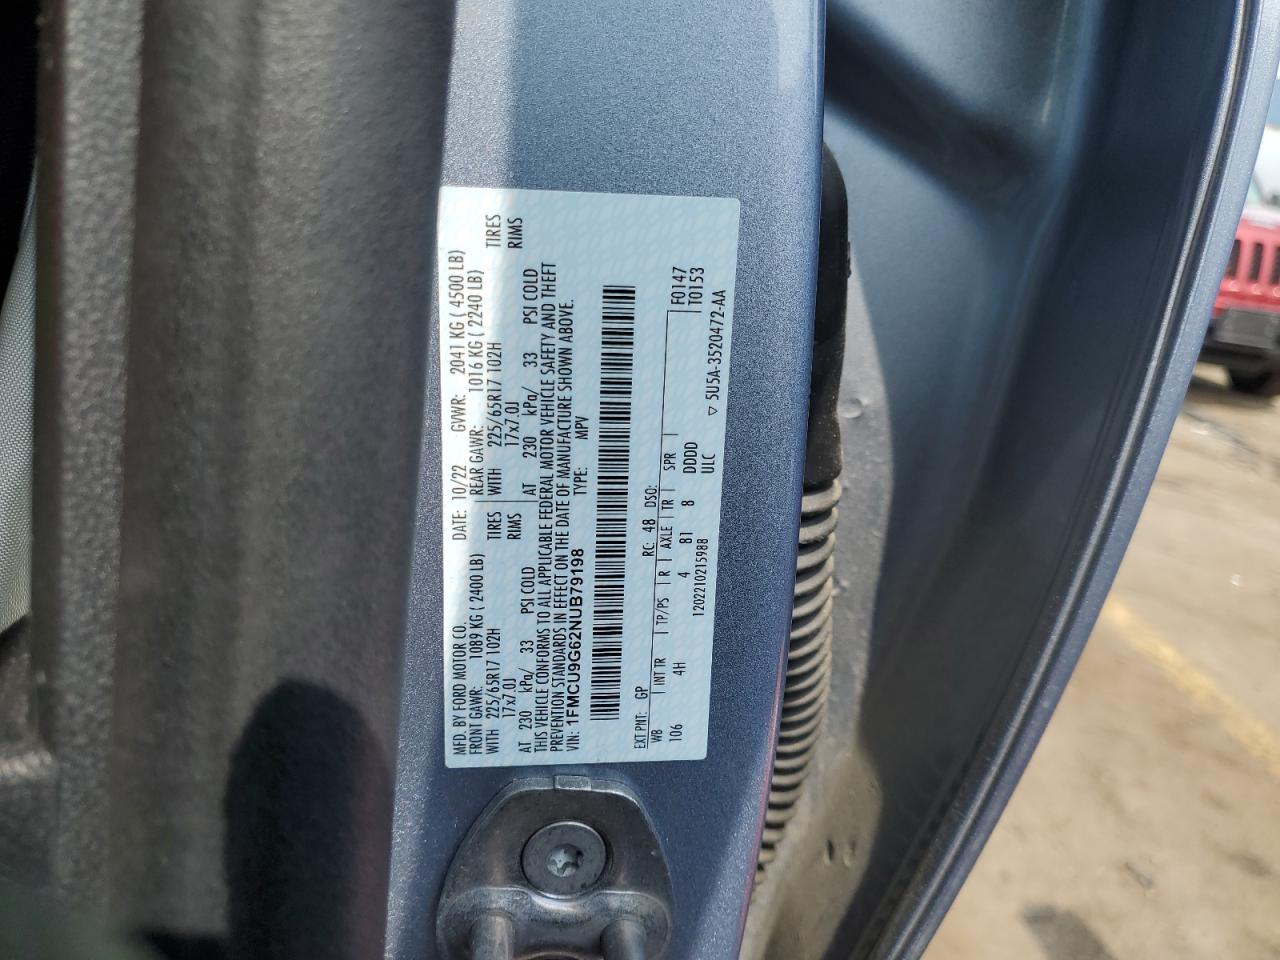 MFD. BY FORD MOTOR CO. DATE: 10/22 GVWR: 2041 KG ( 4500 LB)
FRONT GAWR: 1089 KG ( 2400 LB) REAR GAWR: 1016 KG ( 2240 LB)
WITH 225/65R17 102H TIRES WITH 225/65R17 102H TIRES
17x7.0J RIMS 17x7.0J RIMS
AT 230 kPa/ 33 PSI COLD AT 230 kPa/ 33 PSI COLD
THIS VEHICLE CONFORMS TO ALL APPLICABLE FEDERAL MOTOR VEHICLE SAFETY AND THEFT
PREVENTION STANDARDS IN EFFECT ON THE DATE OF MANUFACTURE SHOWN ABOVE.
VIN: 1FMCU9G62NUB79198 TYPE: MPV
EXT PNT: GP RC: 48 DSO: F0147
WB INT TR TP/PS R AXLE TR SPR T0153
106 4H 4 81 8 DDDD
ULC
1202210215988 ▽ 5U5A-3520472-AA